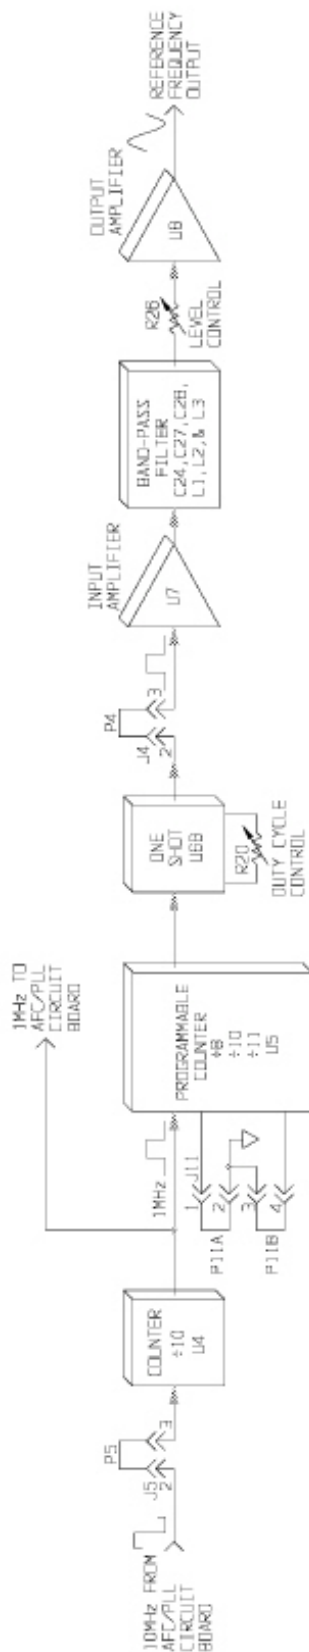 10MHz FROM
AFC/PLL
CIRCUIT
BOARD
J5
2
P5
3
COUNTER
÷10
U4
1MHz TO
AFC/PLL
CIRCUIT
BOARD
1MHz
J11
1
2
3
4
P11A
P11B
PROGRAMMABLE
COUNTER
÷8
÷10
÷11
U5
ONE
SHOT
U6B
R20
DUTY CYCLE
CONTROL
J4
2
P4
3
INPUT
AMPLIFIER
U7
BAND-PASS
FILTER
C24,C27,C28,
L1,L2,& L3
R26
LEVEL
CONTROL
OUTPUT
AMPLIFIER
U8
REFERENCE
FREQUENCY
OUTPUT